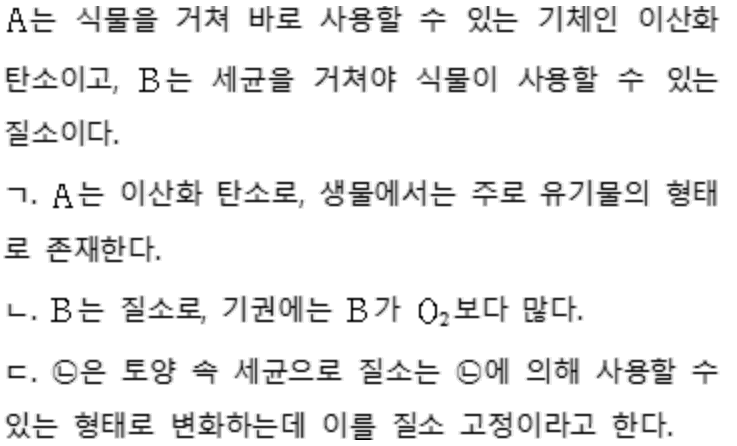 A는 식물을 거쳐 바로 사용할 수 있는 기체인 이산화
탄소이고, B는 세균을 거쳐야 식물이 사용할 수 있는
질소이다.
ㄱ. A는 이산화 탄소로, 생물에서는 주로 유기물의 형태
로 존재한다.
ㄴ. B는 질소로, 기권에는 B가 O₂보다 많다.
ㄷ. ㉡은 토양 속 세균으로 질소는 ㉡에 의해 사용할 수
있는 형태로 변화하는데 이를 질소 고정이라고 한다.